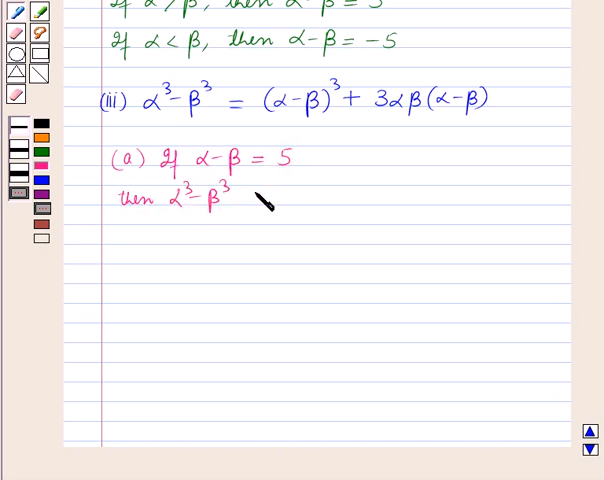 If α > β, then α-β = 5
If α < β, then α-β = -5
(iii) α³-β³ = (α-β)³ + 3αβ(α-β)
(a) If α-β = 5
then α³-β³